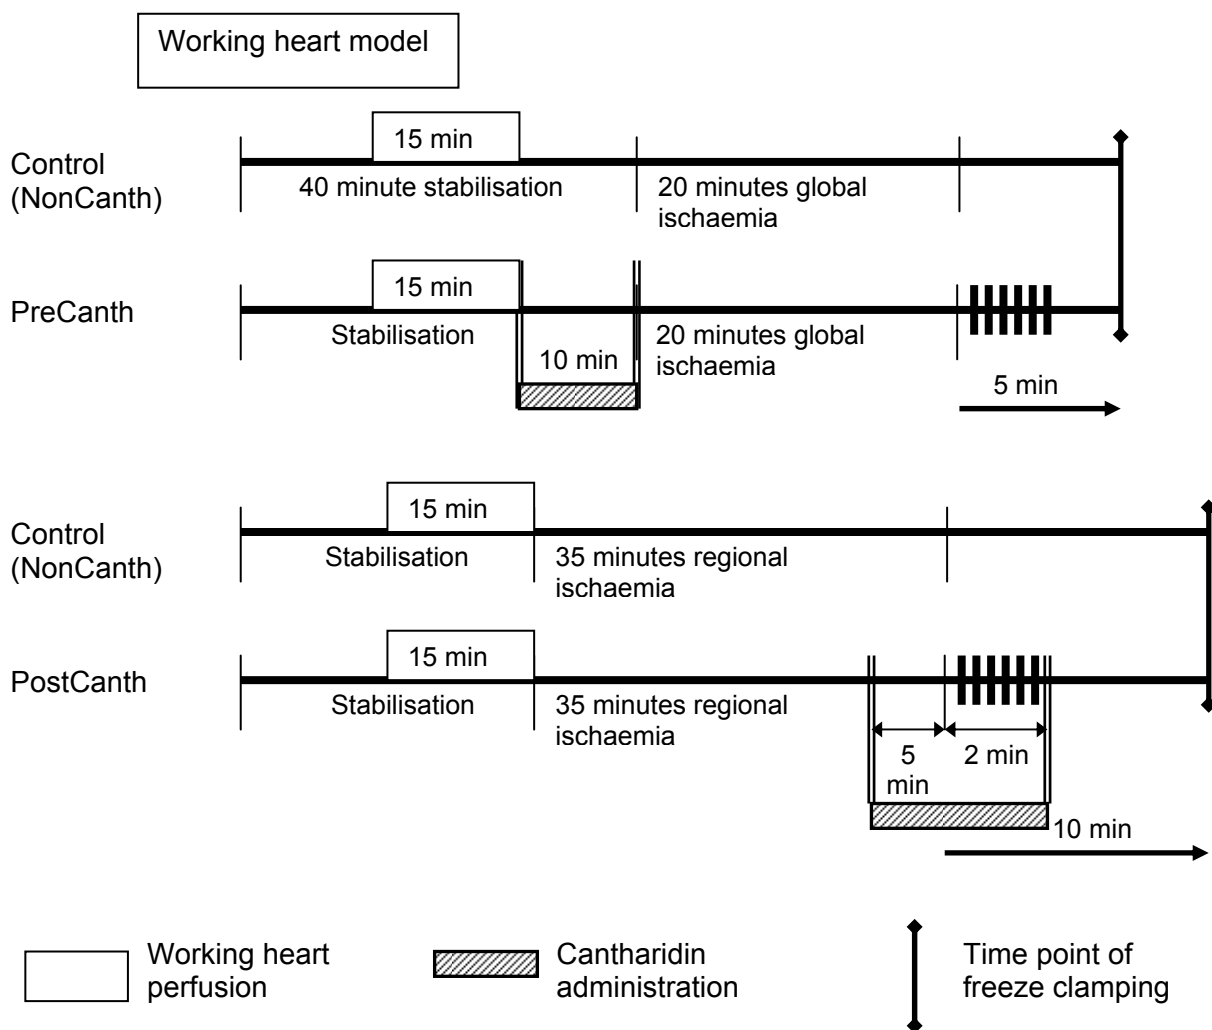 Working heart model
15 min
Control
(NonCanth)
40 minute stabilisation
20 minutes global
ischaemia
15 min
PreCanth
Stabilisation
20 minutes global
ischaemia
10 min
5 min
15 min
Control
(NonCanth)
Stabilisation
35 minutes regional
ischaemia
15 min
PostCanth
Stabilisation
35 minutes regional
ischaemia
5
min
2 min
10 min
Working heart
perfusion
Cantharidin
administration
Time point of
freeze clamping